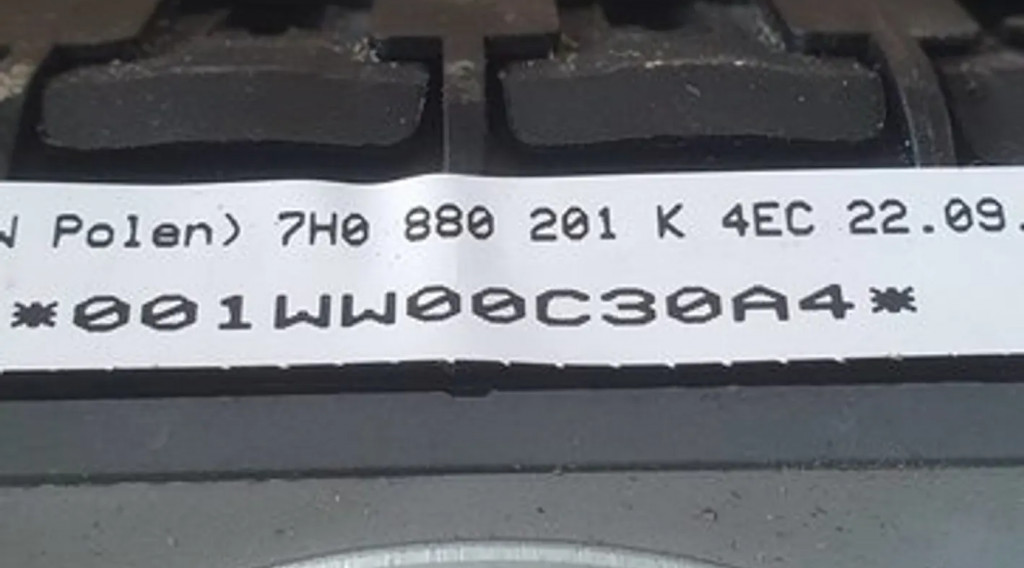 Polen) 7H0 880 201 K 4EC 22.09.
*001WW00C30A4*